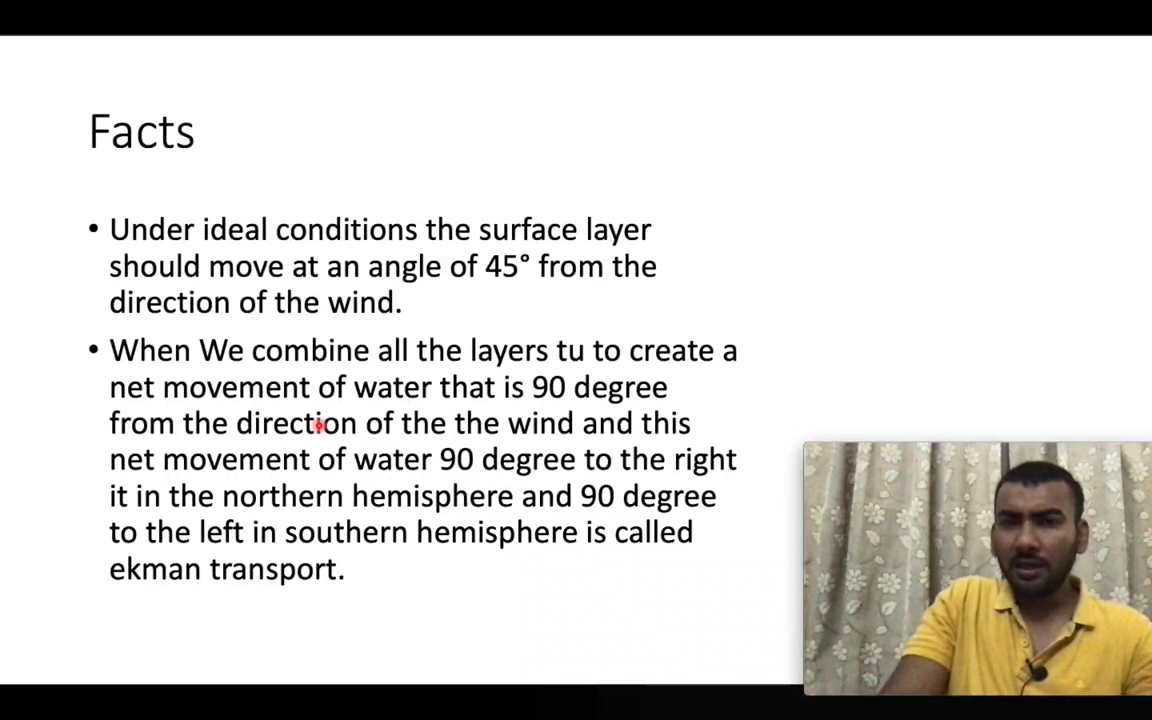 Facts
• Under ideal conditions the surface layer
should move at an angle of 45° from the
direction of the wind.
• When We combine all the layers tu to create a
net movement of water that is 90 degree
from the direction of the the wind and this
net movement of water 90 degree to the right
it in the northern hemisphere and 90 degree
to the left in southern hemisphere is called
ekman transport.